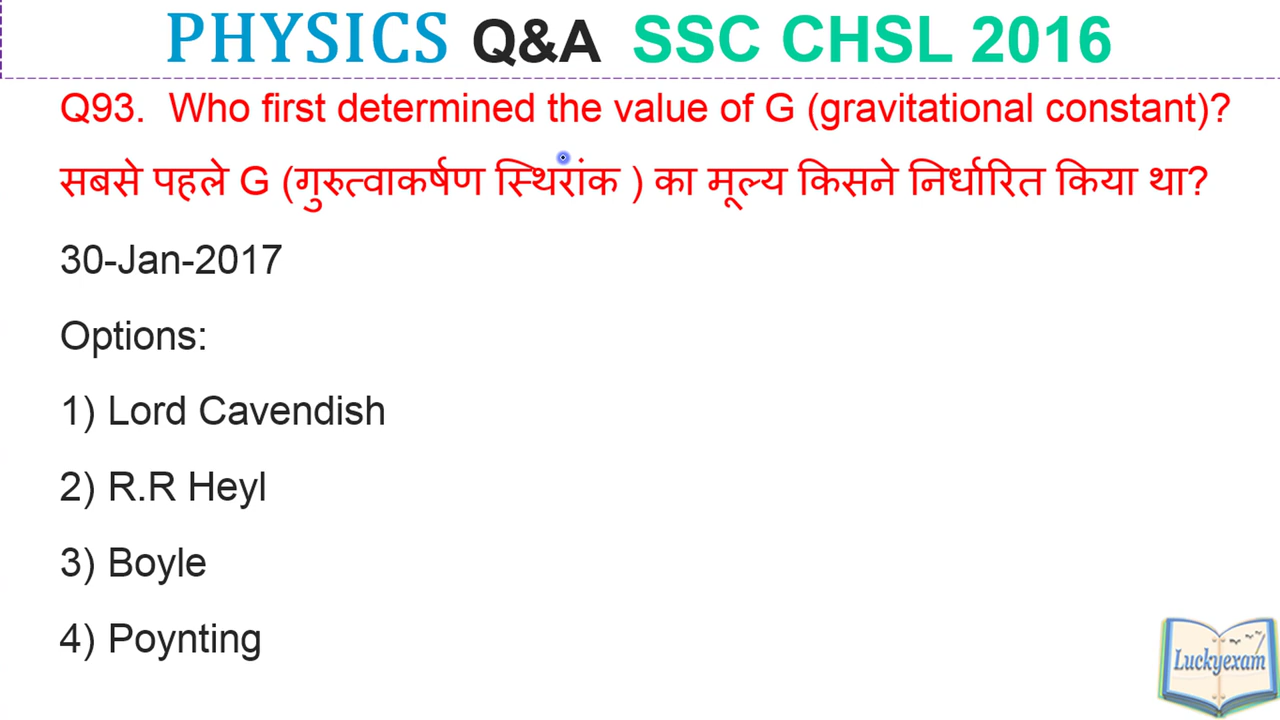 PHYSICS Q&A SSC CHSL 2016
Q93. Who first determined the value of G (gravitational constant)?
सबसे पहले G (गुरुत्वाकर्षण स्थिरांक ) का मूल्य किसने निर्धारित किया था?
30-Jan-2017
Options:
1) Lord Cavendish
2) R.R Heyl
3) Boyle
4) Poynting
Luckyexam